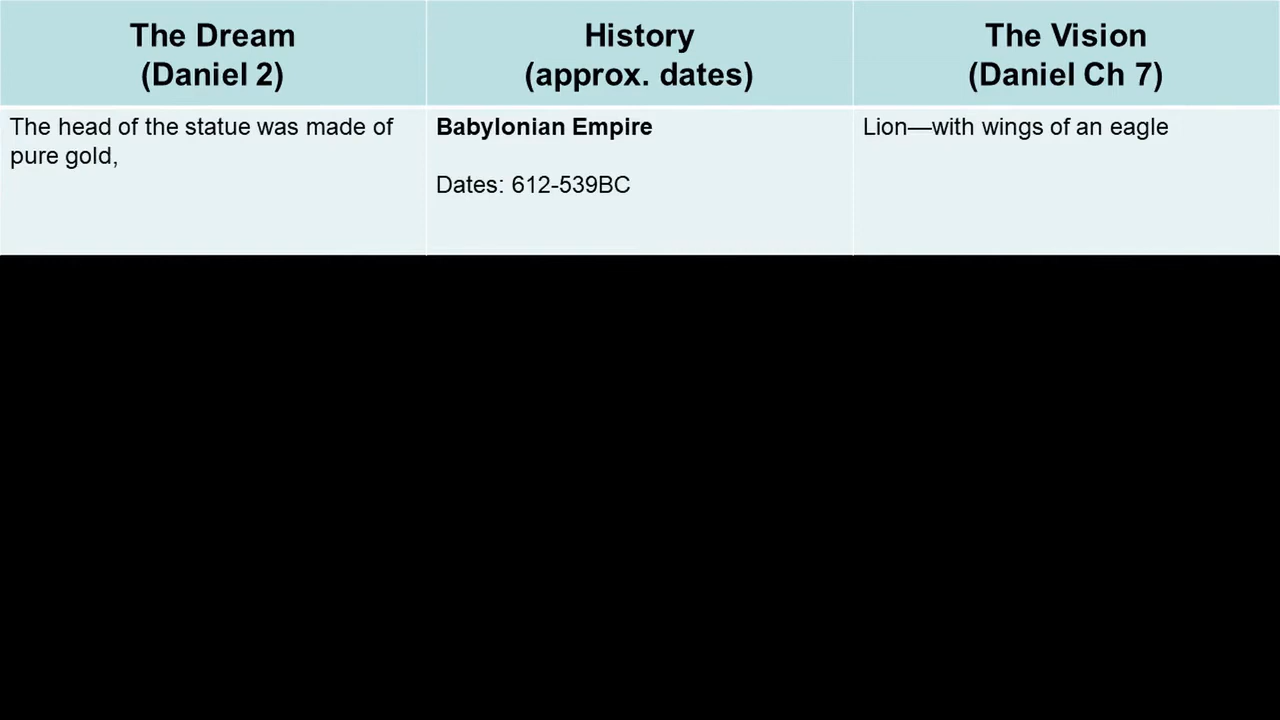 The Dream
(Daniel 2)
History
(approx. dates)
The Vision
(Daniel Ch 7)
The head of the statue was made of
pure gold,
Babylonian Empire
Dates: 612-539BC
Lion—with wings of an eagle